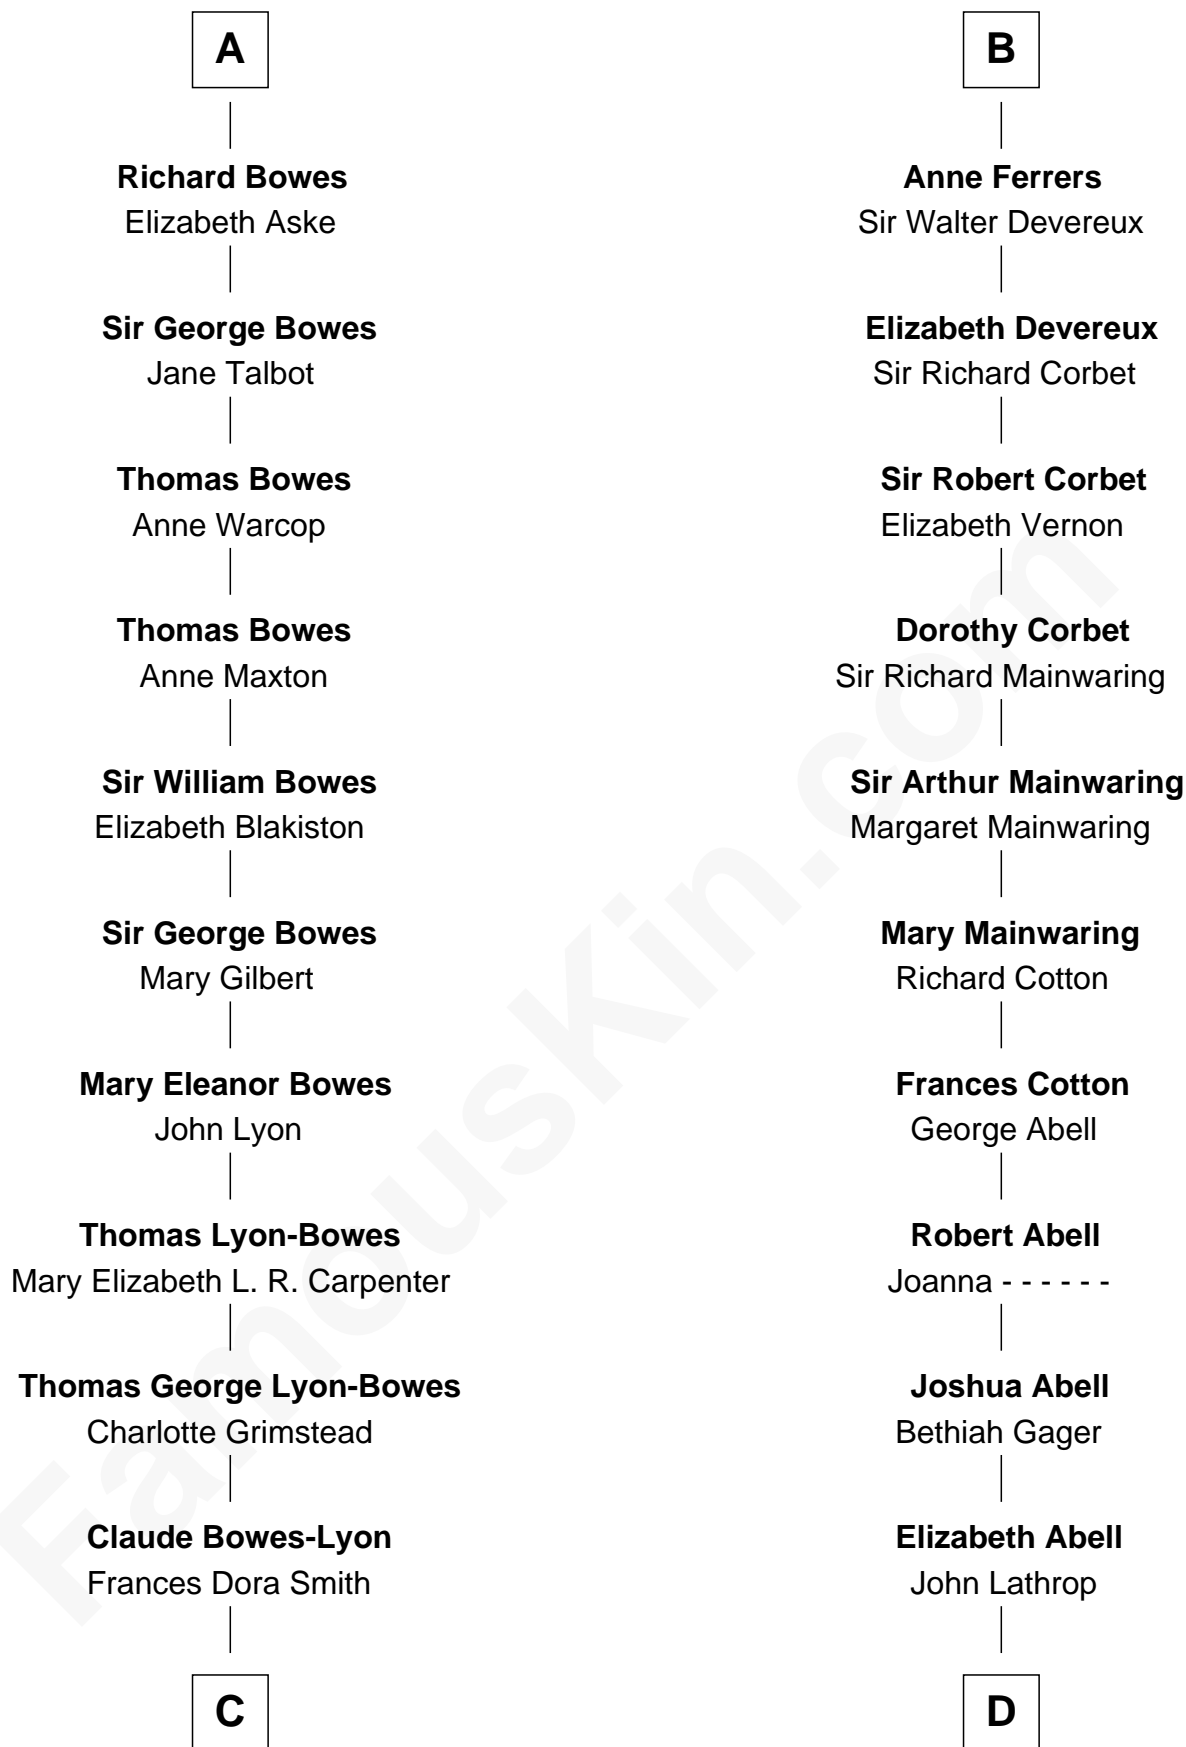 A
Richard Bowes
Elizabeth Aske
Sir George Bowes
Jane Talbot
Thomas Bowes
Anne Warcop
Thomas Bowes
Anne Maxton
Sir William Bowes
Elizabeth Blakiston
Sir George Bowes
Mary Gilbert
Mary Eleanor Bowes
John Lyon
Thomas Lyon-Bowes
Mary Elizabeth L. R. Carpenter
Thomas George Lyon-Bowes
Charlotte Grimstead
Claude Bowes-Lyon
Frances Dora Smith
C
B
Anne Ferrers
Sir Walter Devereux
Elizabeth Devereux
Sir Richard Corbet
Sir Robert Corbet
Elizabeth Vernon
Dorothy Corbet
Sir Richard Mainwaring
Sir Arthur Mainwaring
Margaret Mainwaring
Mary Mainwaring
Richard Cotton
Frances Cotton
George Abell
Robert Abell
Joanna - - - - - -
Joshua Abell
Bethiah Gager
Elizabeth Abell
John Lathrop
D
FamousKin.com